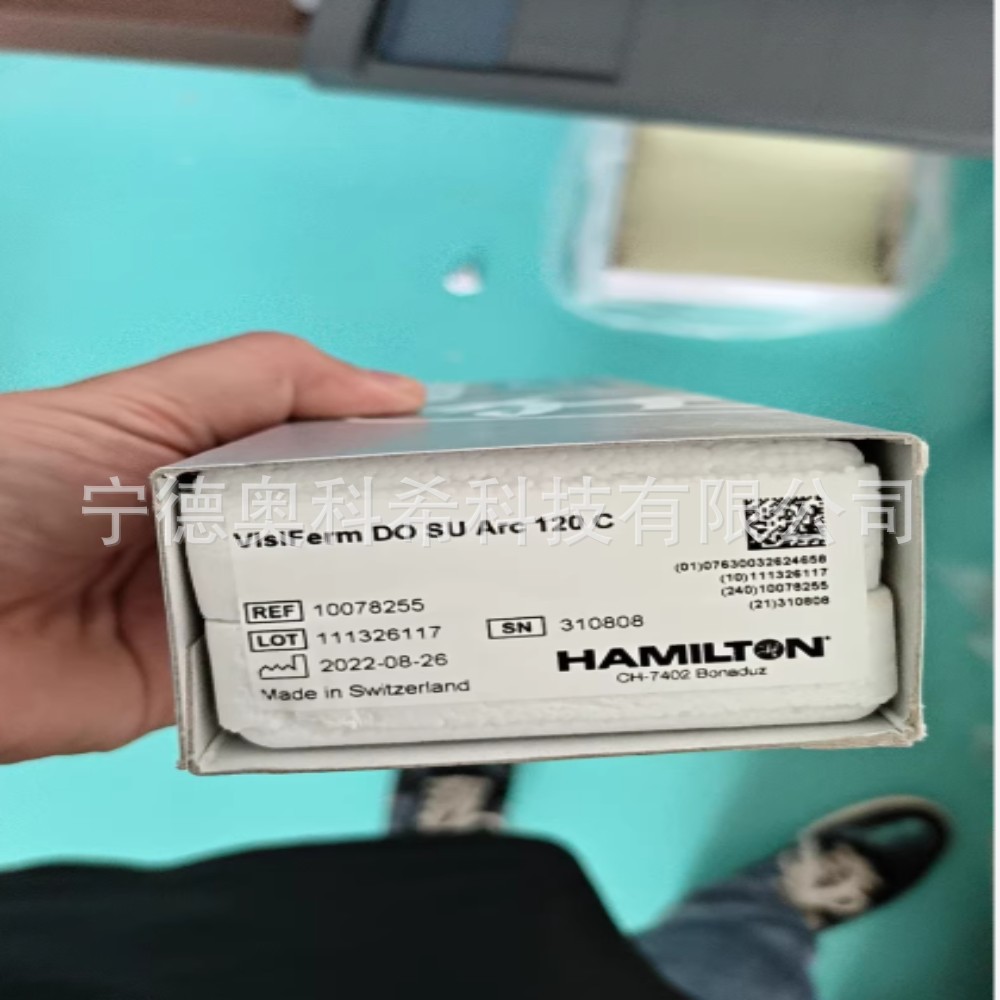 宁德奥科希科技有限公司
VisiFerm DO SU Arc 120 C
(01)07630032624658
(10)111326117
(240)10078255
(21)310808
REF 10078255
LOT 111326117
SN 310808
2022-08-26
HAMILTON
CH-7402 Bonaduz
Made in Switzerland